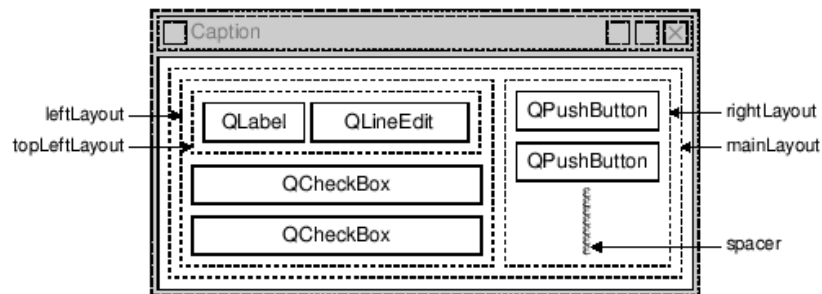 Caption
leftLayout
topLeftLayout
QLabel
QLineEdit
QCheckBox
QCheckBox
QPushButton
QPushButton
rightLayout
mainLayout
spacer